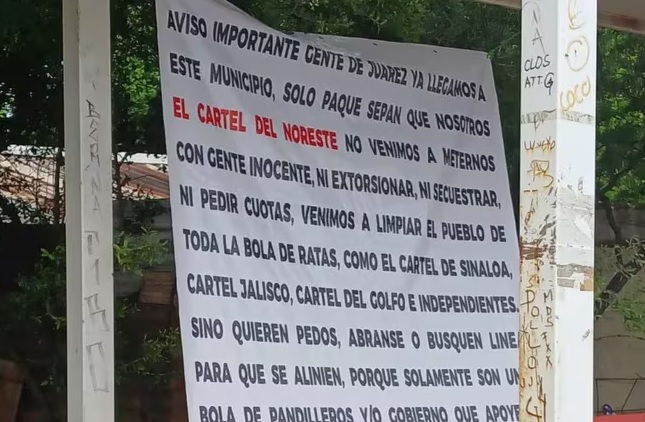 AVISO IMPORTANTE GENTE DE JUAREZ YA LLEGAMOS A
ESTE MUNICIPIO, SOLO PAQUE SEPAN QUE NOSOTROS
EL CARTEL DEL NORESTE NO VENIMOS A METERNOS
CON GENTE INOCENTE, NI EXTORSIONAR, NI SECUESTRAR,
NI PEDIR CUOTAS, VENIMOS A LIMPIAR EL PUEBLO DE
TODA LA BOLA DE RATAS, COMO EL CARTEL DE SINALOA,
CARTEL JALISCO, CARTEL DEL GOLFO E INDEPENDIENTES.
SINO QUIEREN PEDOS, ABRANSE O BUSQUEN LINE
PARA QUE SE ALINIEN, PORQUE SOLAMENTE SON UN
BOLA DE PANDILLEROS Y/O GOBIERNO QUE APOYE
CLOS
ATT.G
COCO